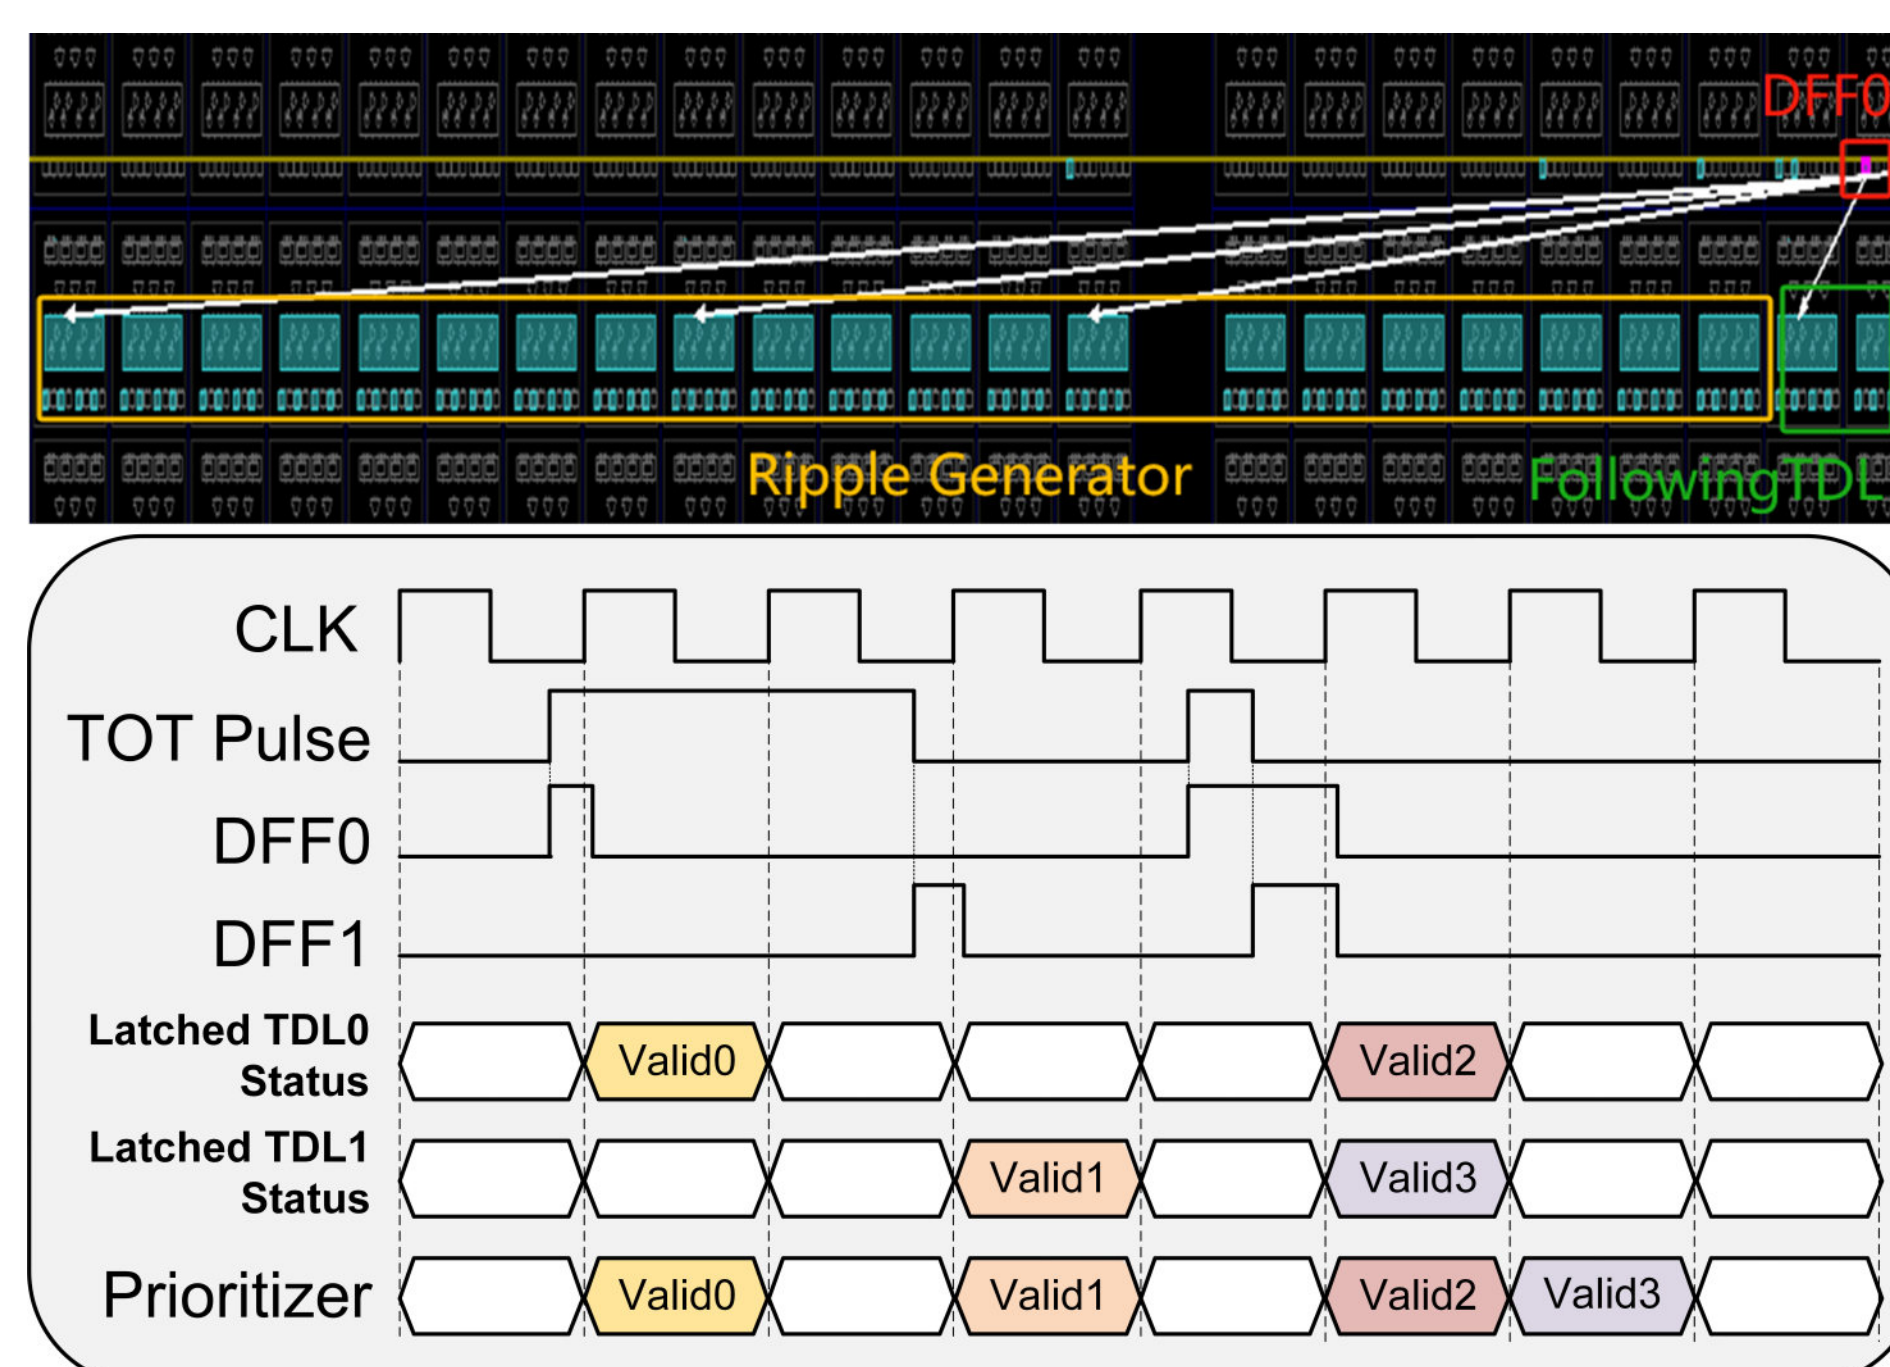 DFF0
Ripple Generator
FollowingTDL
CLK
TOT Pulse
DFF0
DFF1
Latched TDL0
Status
Valid0
Valid2
Latched TDL1
Status
Valid1
Valid3
Prioritizer
Valid0
Valid1
Valid2
Valid3